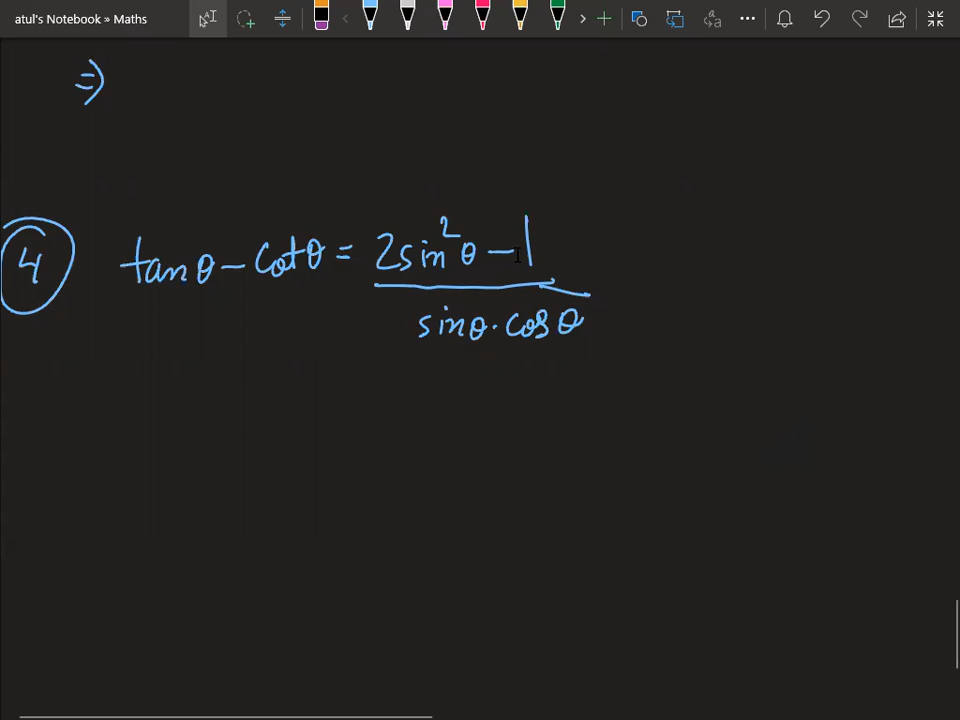 atul's Notebook » Maths
⇒
4 tanθ - cotθ = 2sin²θ - 1
sinθ · cosθ